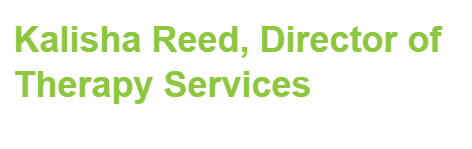 Kalisha Reed, Director of
Therapy Services